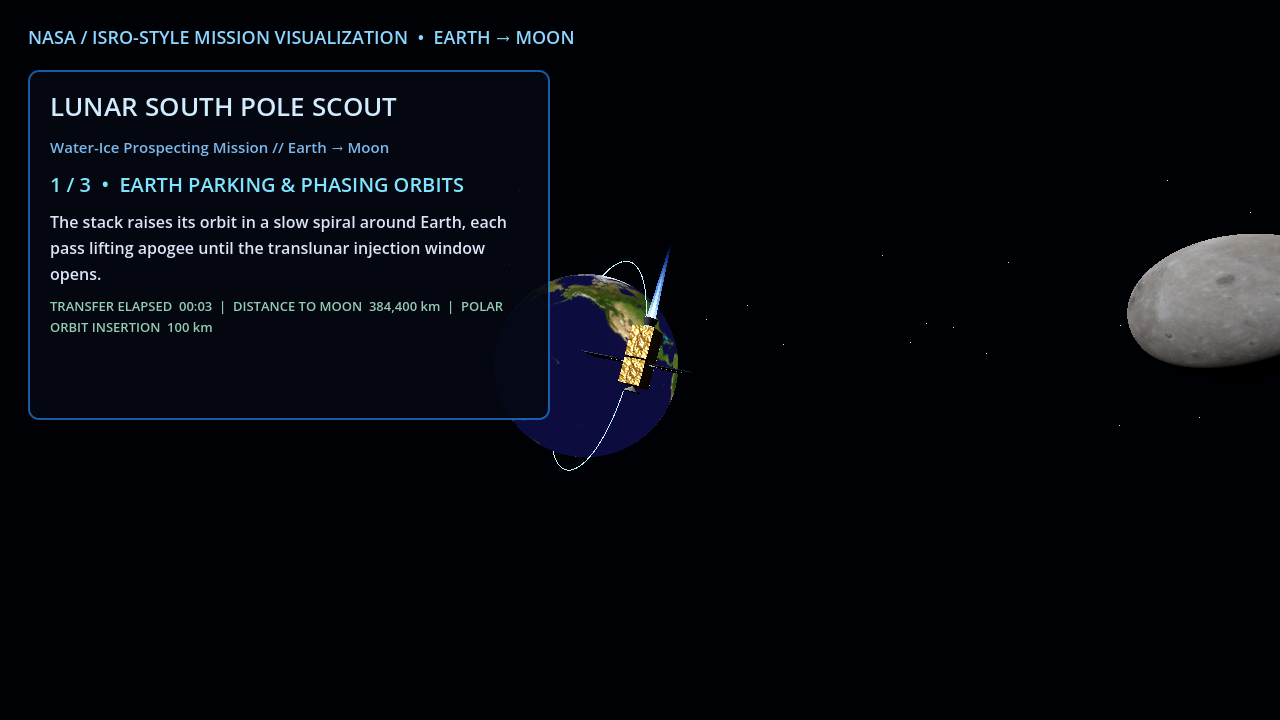 NASA / ISRO-STYLE MISSION VISUALIZATION • EARTH → MOON
LUNAR SOUTH POLE SCOUT
Water-Ice Prospecting Mission // Earth → Moon
1 / 3 • EARTH PARKING & PHASING ORBITS
The stack raises its orbit in a slow spiral around Earth, each
pass lifting apogee until the translunar injection window
opens.
TRANSFER ELAPSED 00:03 | DISTANCE TO MOON 384,400 km | POLAR
ORBIT INSERTION 100 km